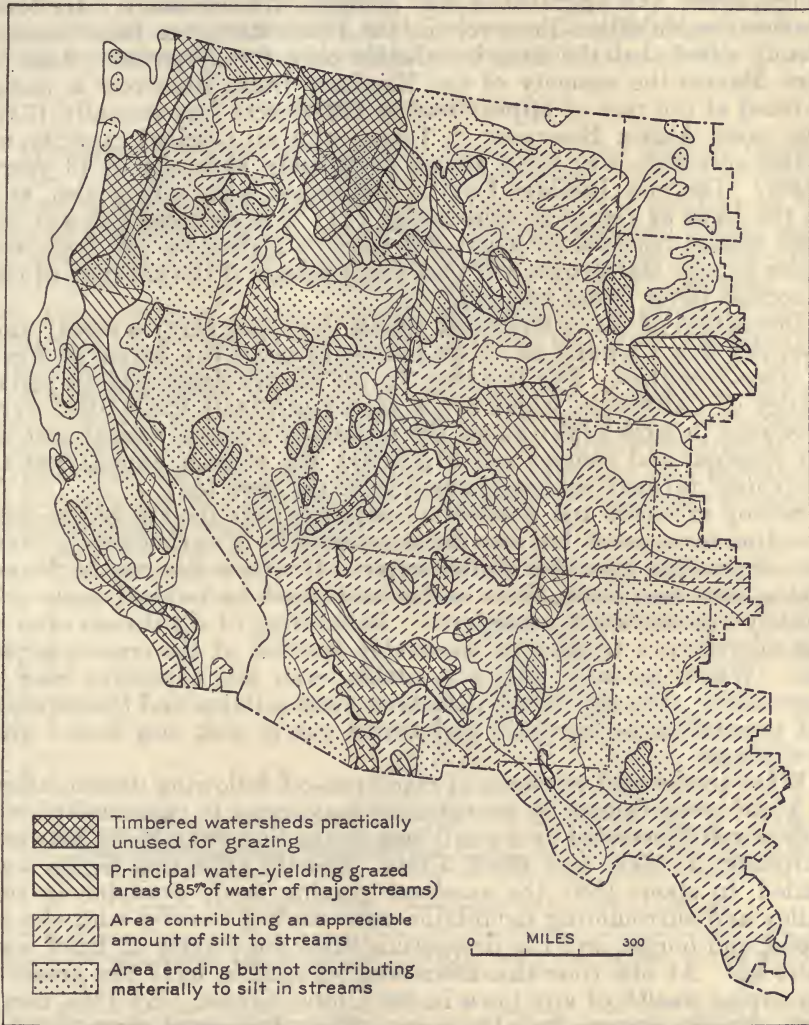 Timbered watersheds practically
unused for grazing
Principal water-yielding grazed
areas (85% of water of major streams)
Area contributing an appreciable
amount of silt to streams
Area eroding but not contributing
materially to silt in streams
0 MILES 300